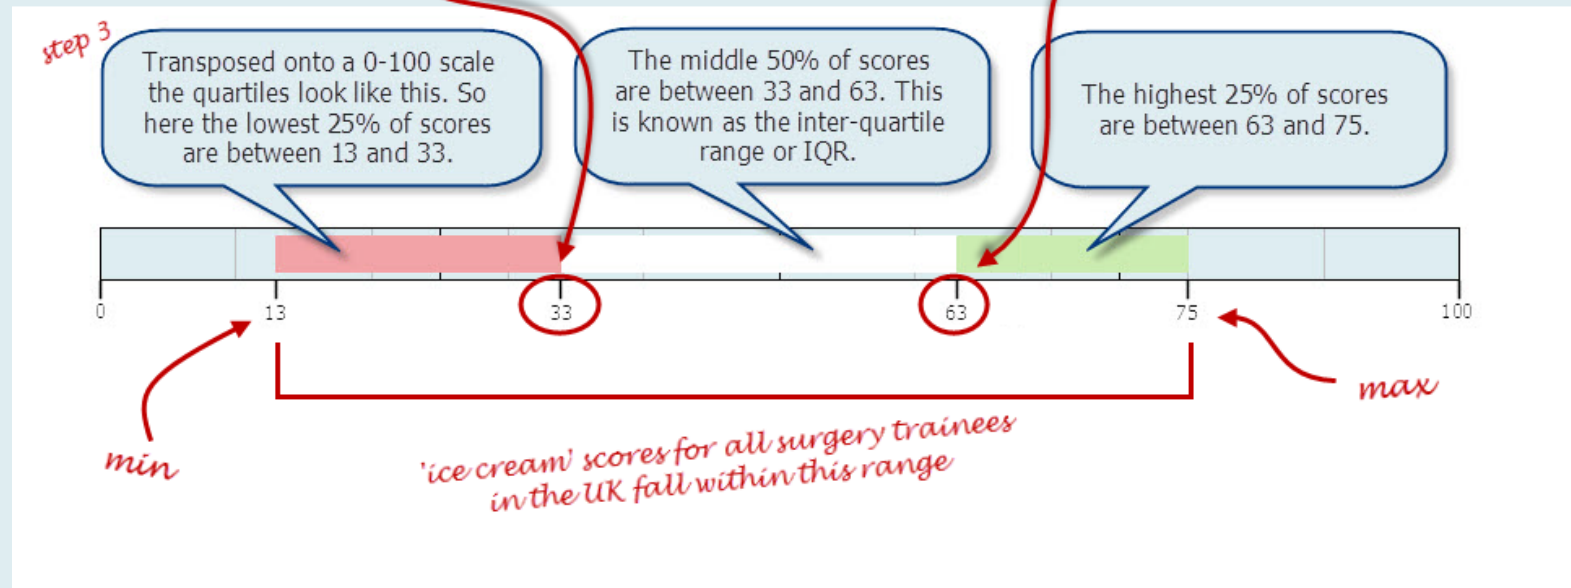 step 3
Transposed onto a 0-100 scale
the quartiles look like this. So
here the lowest 25% of scores
are between 13 and 33.
The middle 50% of scores
are between 33 and 63. This
is known as the inter-quartile
range or IQR.
The highest 25% of scores
are between 63 and 75.
0 13 33 63 75 100
min
max
'ice cream' scores for all surgery trainees
in the UK fall within this range